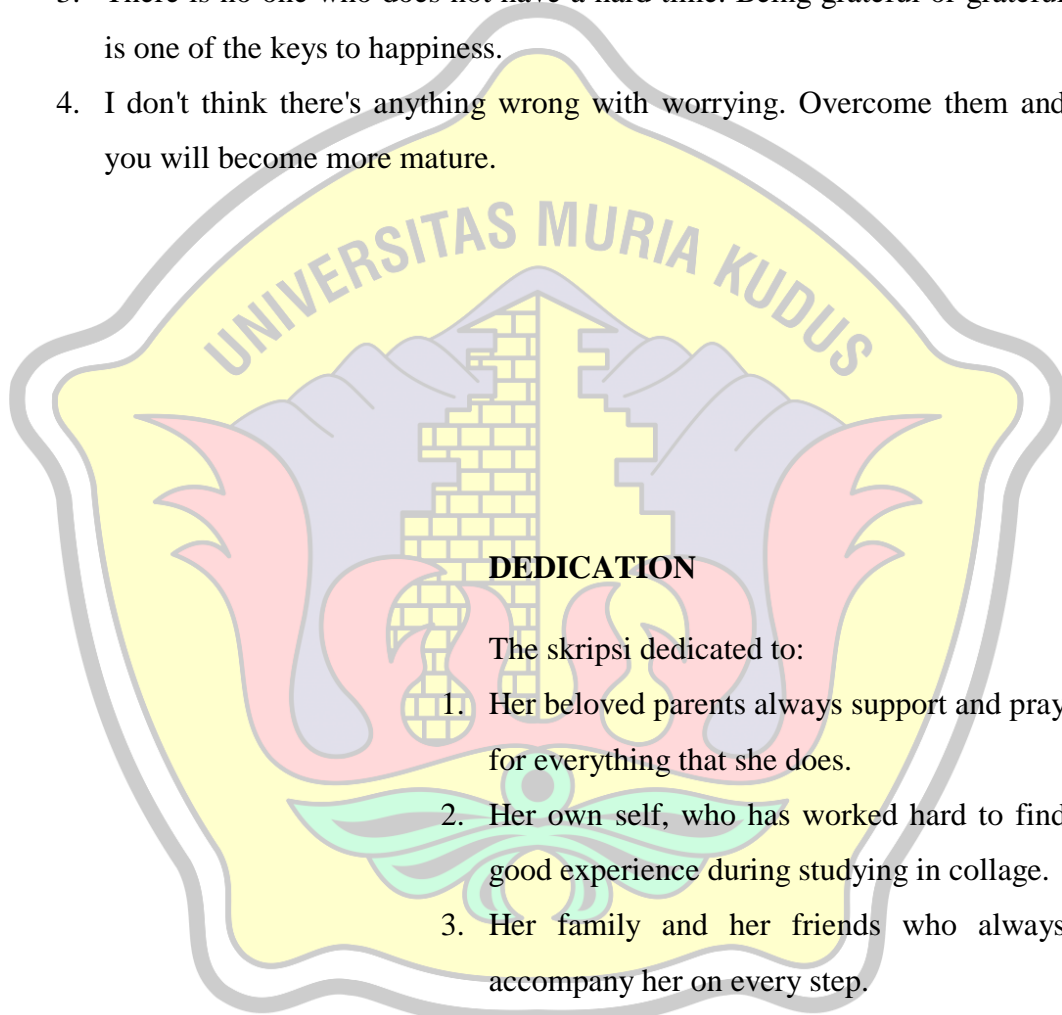 3. There is no one who does not have a hard time. Being grateful or grateful
is one of the keys to happiness.
4. I don't think there's anything wrong with worrying. Overcome them and
you will become more mature.
UNIVERSITAS MURIA KUDUS
DEDICATION
The skripsi dedicated to:
1. Her beloved parents always support and pray
for everything that she does.
2. Her own self, who has worked hard to find
good experience during studying in collage.
3. Her family and her friends who always
accompany her on every step.